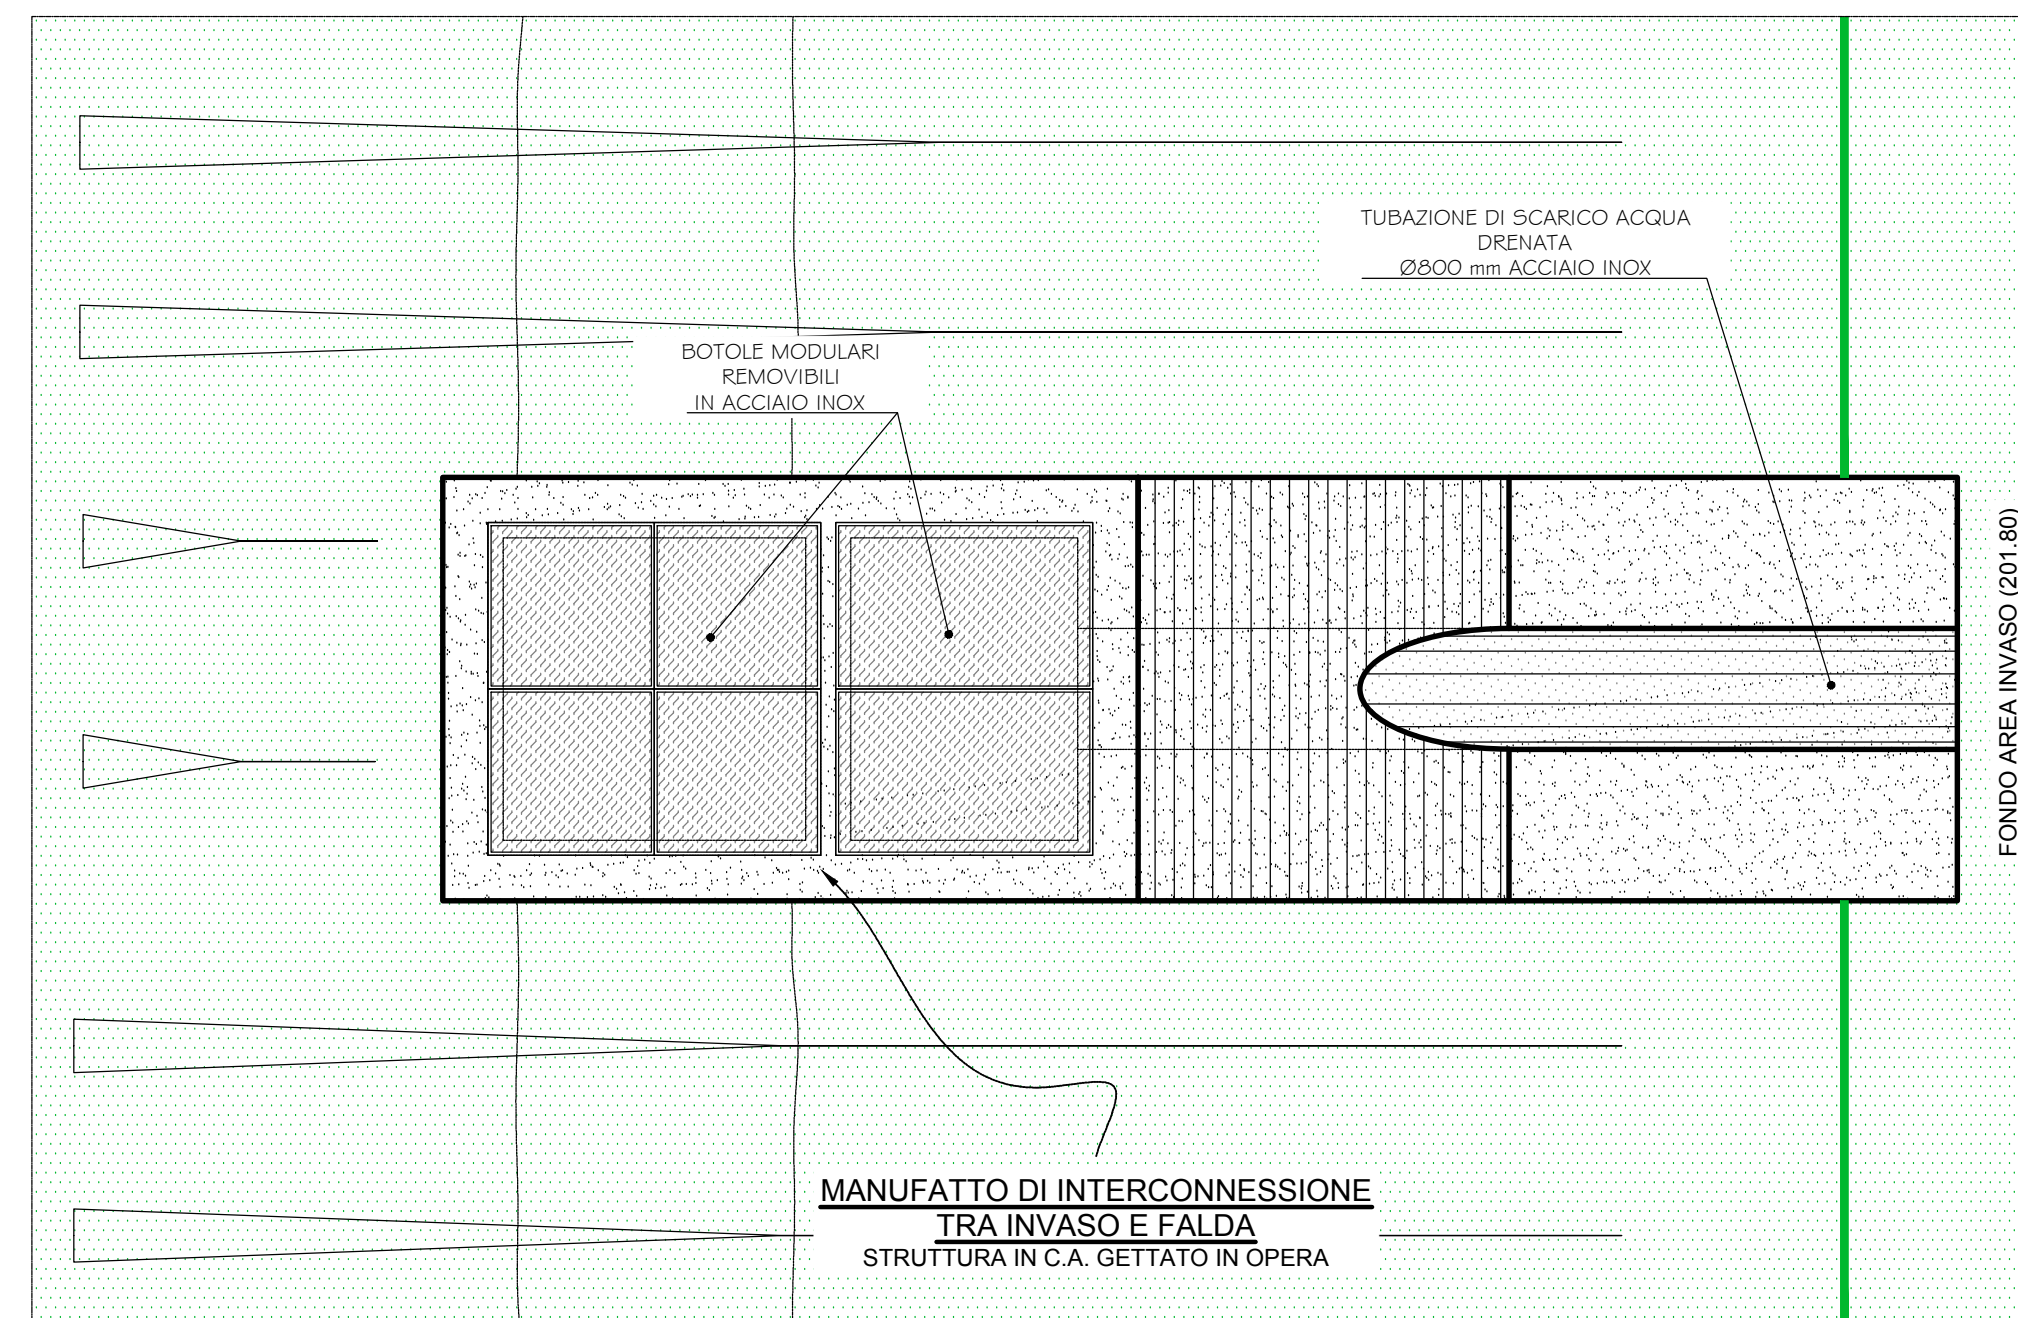 TUBAZIONE DI SCARICO ACQUA
DRENATA
Ø800 mm ACCIAIO INOX
BOTOLE MODULARI
REMOVIBILI
IN ACCIAIO INOX
FONDO AREA INVASO (201.80)
MANUFATTO DI INTERCONNESSIONE
TRA INVASO E FALDA
STRUTTURA IN C.A. GETTATO IN OPERA